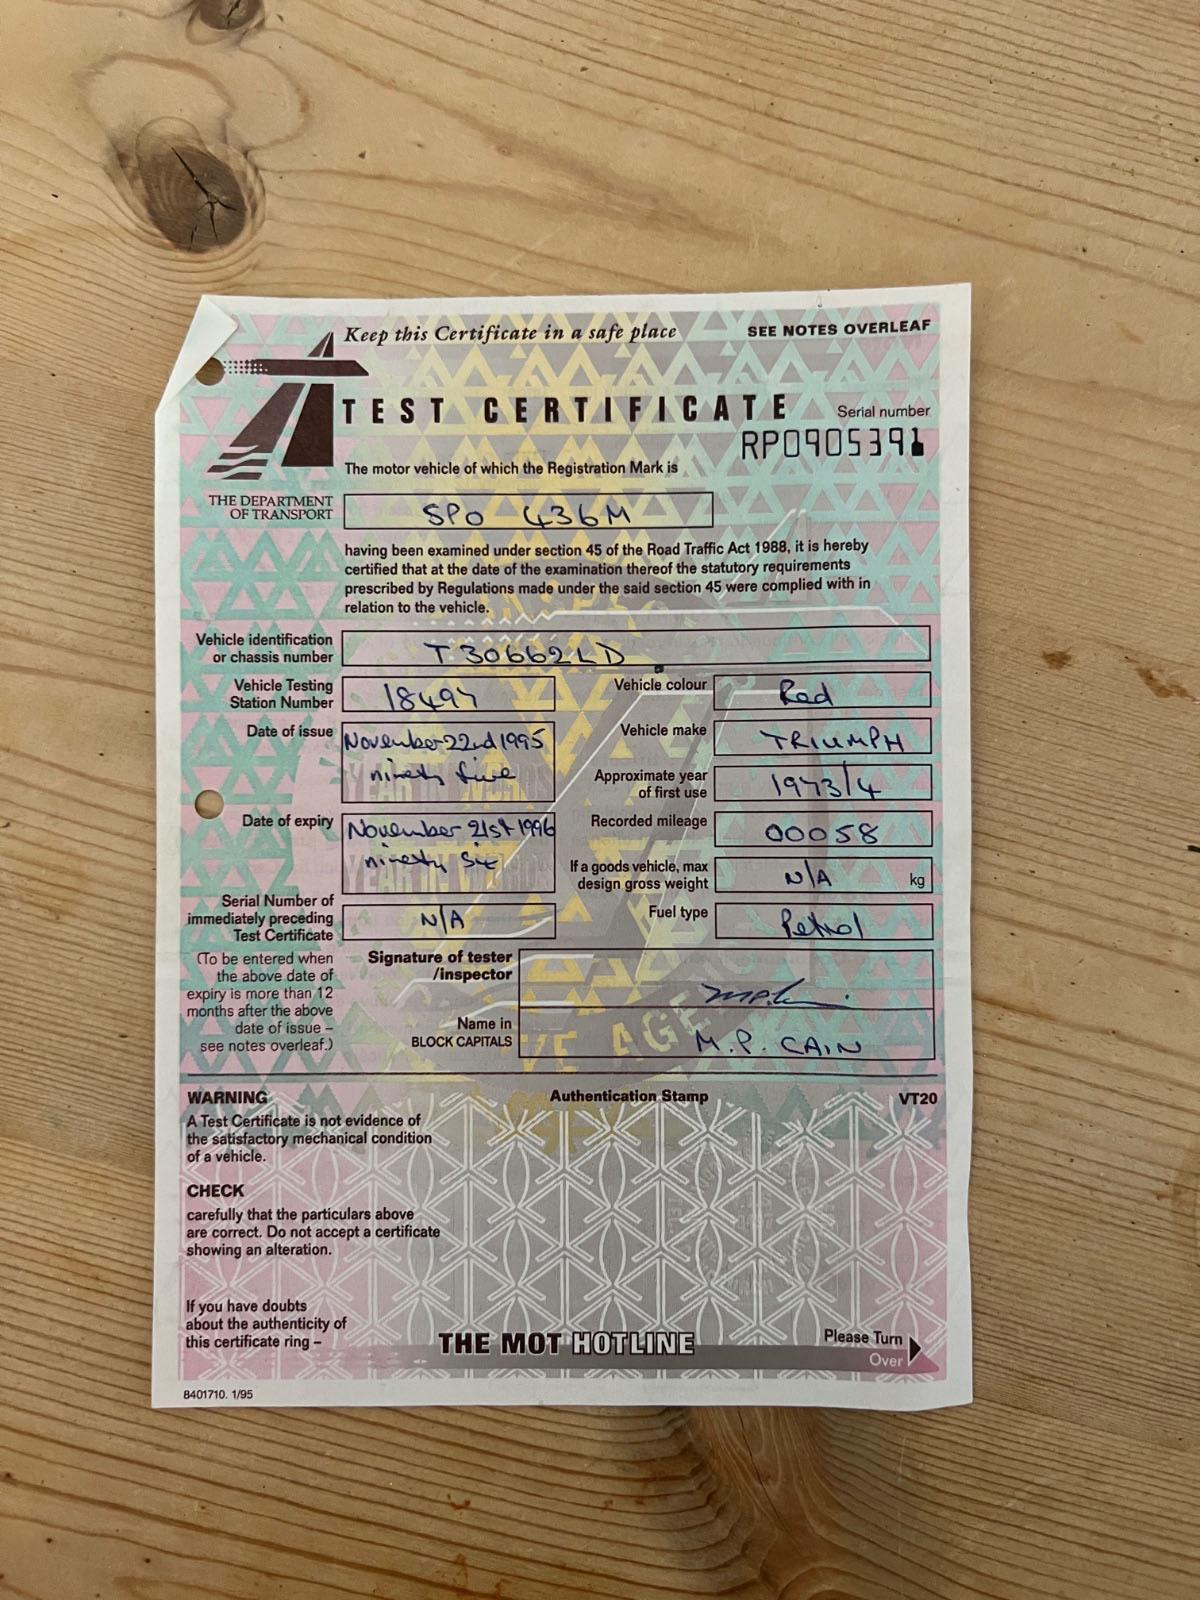 Keep this Certificate in a safe place
SEE NOTES OVERLEAF
TEST CERTIFICATE
Serial number
RP0905391
The motor vehicle of which the Registration Mark is
THE DEPARTMENT
OF TRANSPORT
SPO 436M
having been examined under section 45 of the Road Traffic Act 1988, it is hereby
certified that at the date of the examination thereof the statutory requirements
prescribed by Regulations made under the said section 45 were complied with in
relation to the vehicle.
Vehicle identification
or chassis number
T30662LD
Vehicle Testing
Station Number
18497
Vehicle colour
Red
Date of issue
November 22nd 1995
ninety five
Vehicle make
TRIUMPH
Approximate year
of first use
1973/4
Date of expiry
November 21st 1996
ninety six
Recorded mileage
00058
If a goods vehicle, max
design gross weight
N/A kg
Serial Number of
immediately preceding
Test Certificate
N/A
Fuel type
Petrol
(To be entered when
the above date of
expiry is more than 12
months after the above
date of issue –
see notes overleaf.)
Signature of tester
/inspector
Name in
BLOCK CAPITALS
M. P. CAIN
WARNING
Authentication Stamp
VT20
A Test Certificate is not evidence of
the satisfactory mechanical condition
of a vehicle.
CHECK
carefully that the particulars above
are correct. Do not accept a certificate
showing an alteration.
If you have doubts
about the authenticity of
this certificate ring –
THE MOT HOTLINE
Please Turn
Over
8401710. 1/95